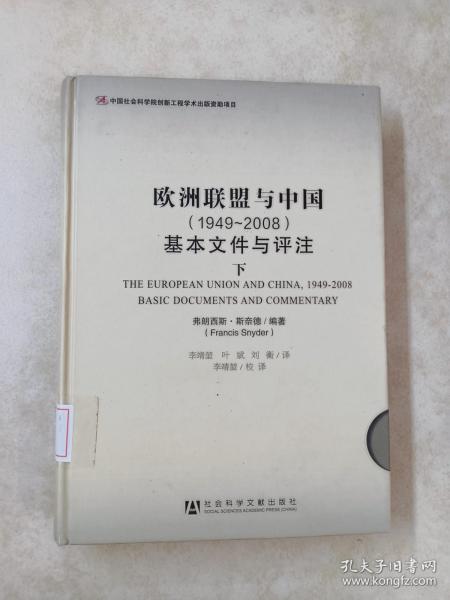 中国社会科学院创新工程学术出版资助项目
欧洲联盟与中国
(1949~2008)
基本文件与评注
下
THE EUROPEAN UNION AND CHINA, 1949-2008
BASIC DOCUMENTS AND COMMENTARY
弗朗西斯·斯奈德/编著
(Francis Snyder)
李靖堃 叶斌 刘衡/译
李靖堃/校译
社会科学文献出版社
SOCIAL SCIENCES ACADEMIC PRESS (CHINA)
孔夫子旧书网
www.kongfz.com